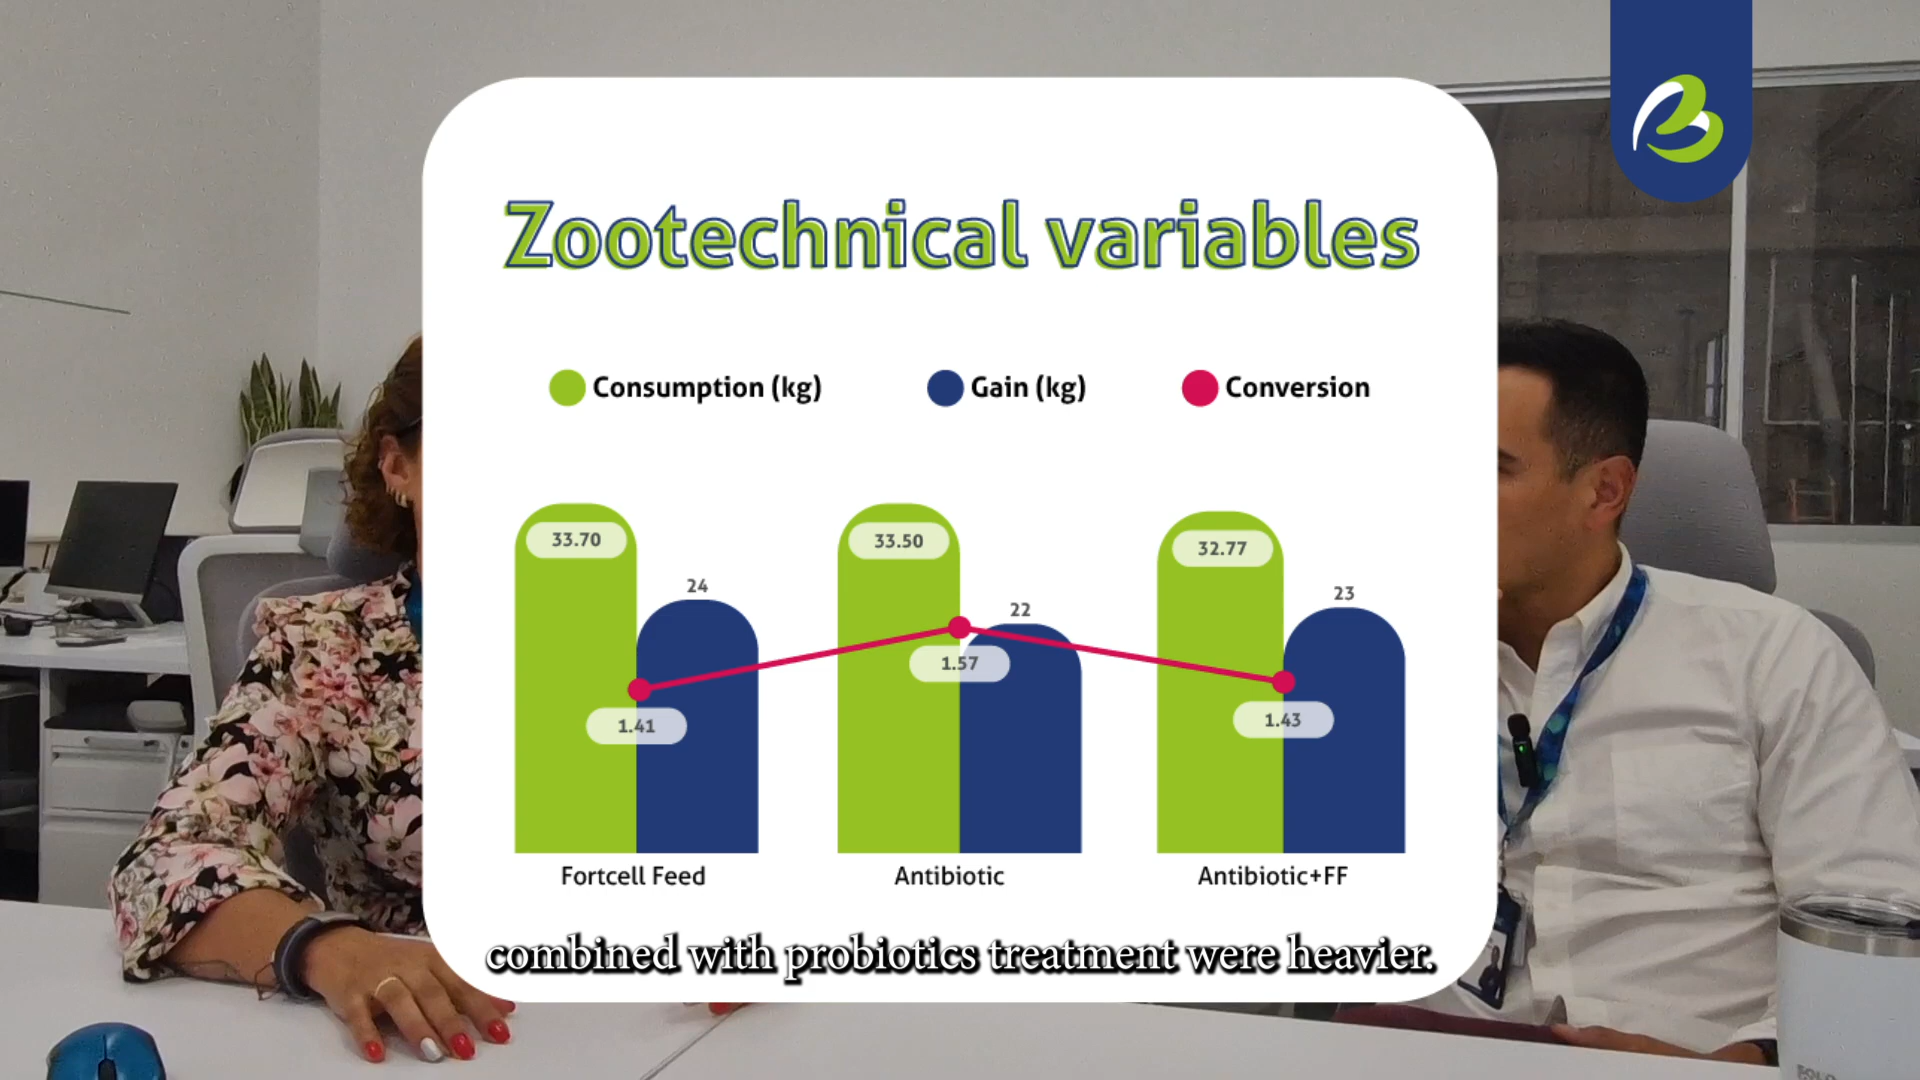 Zootechnical variables
Consumption (kg) Gain (kg) Conversion
33.70 33.50 32.77
24 22 23
1.41 1.57 1.43
Fortcell Feed Antibiotic Antibiotic+FF
combined with probiotics treatment were heavier.